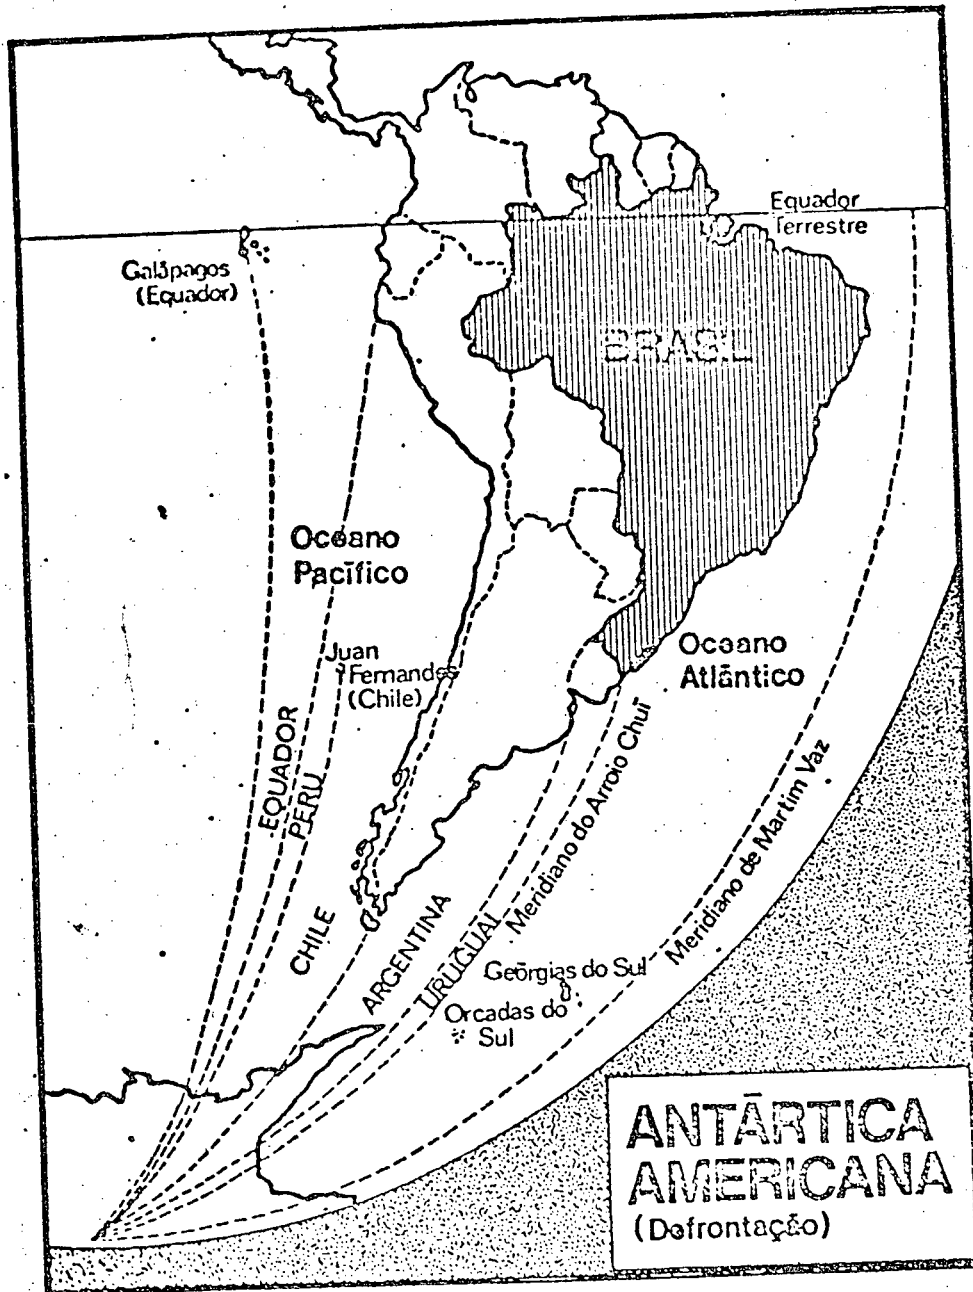 Equador
Terrestre
Galápagos
(Equador)
BRASIL
Oceano
Pacífico
Juan
Fernandes
(Chile)
Oceano
Atlântico
EQUADOR
PERU
CHILE
ARGENTINA
URUGUAI
Meridiano do Arroio Chuí
Meridiano de Martim Vaz
Geórgias do Sul
Orcadas do
Sul
ANTÁRTICA
AMERICANA
(Defrontação)